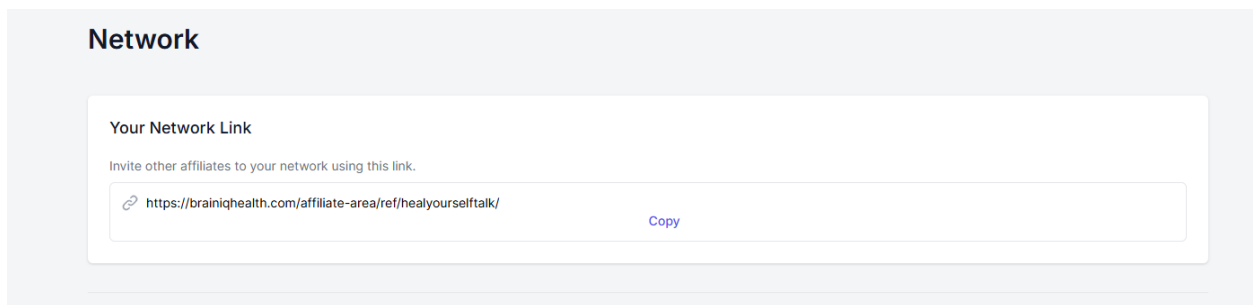 Network
Your Network Link
Invite other affiliates to your network using this link.
https://brainiqhealth.com/affiliate-area/ref/healyourselftalk/
Copy